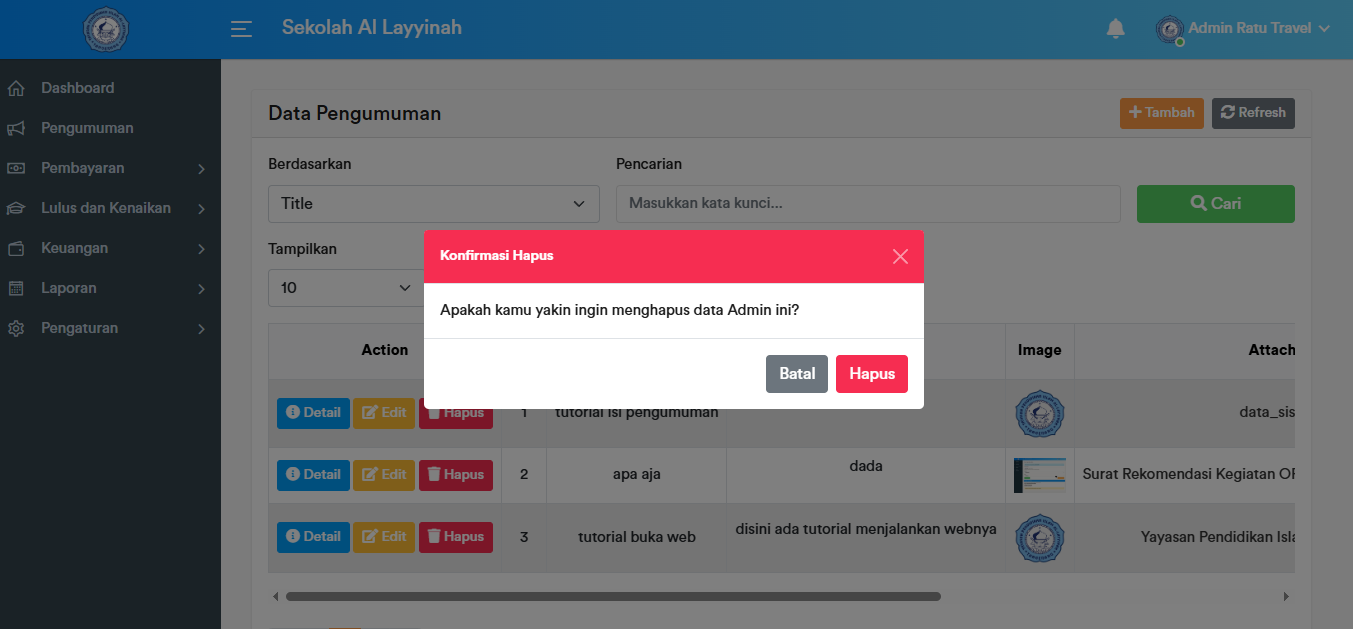 Sekolah Al Layyinah
Admin Ratu Travel
Dashboard
Pengumuman
Pembayaran
Lulus dan Kenaikan
Keuangan
Laporan
Pengaturan
Data Pengumuman
Tambah
Refresh
Berdasarkan
Pencarian
Title
Masukkan kata kunci...
Cari
Tampilkan
10
Konfirmasi Hapus
Apakah kamu yakin ingin menghapus data Admin ini?
Batal
Hapus
Action
Image
Attach
Detail Edit Hapus 1 tutorial isi pengumuman data_sis
Detail Edit Hapus 2 apa aja dada Surat Rekomendasi Kegiatan
Detail Edit Hapus 3 tutorial buka web disini ada tutorial menjalankan webnya Yayasan Pendidikan